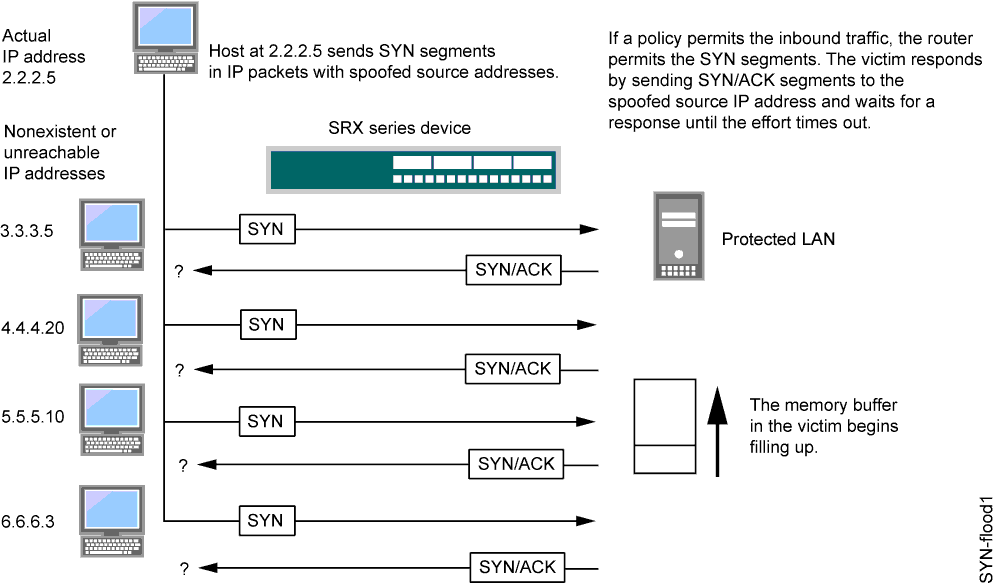 Actual
IP address
2.2.2.5
Host at 2.2.2.5 sends SYN segments
in IP packets with spoofed source addresses.
If a policy permits the inbound traffic, the router
permits the SYN segments. The victim responds
by sending SYN/ACK segments to the
spoofed source IP address and waits for a
response until the effort times out.
Nonexistent or
unreachable
IP addresses
SRX series device
3.3.3.5
SYN
Protected LAN
?
SYN/ACK
4.4.4.20
SYN
?
SYN/ACK
5.5.5.10
SYN
The memory buffer
in the victim begins
filling up.
?
SYN/ACK
6.6.6.3
SYN
?
SYN/ACK
SYN-flood1